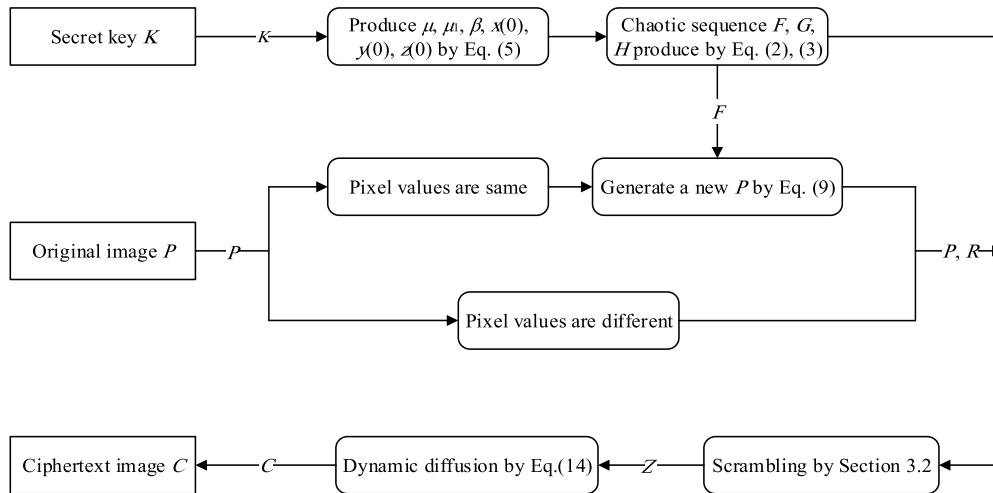 Secret key K
K
Produce μ, μ₁, β, x(0),
y(0), z(0) by Eq. (5)
Chaotic sequence F, G,
H produce by Eq. (2), (3)
F
Pixel values are same
Generate a new P by Eq. (9)
Original image P
P
P, R
Pixel values are different
Ciphertext image C
C
Dynamic diffusion by Eq.(14)
Z
Scrambling by Section 3.2